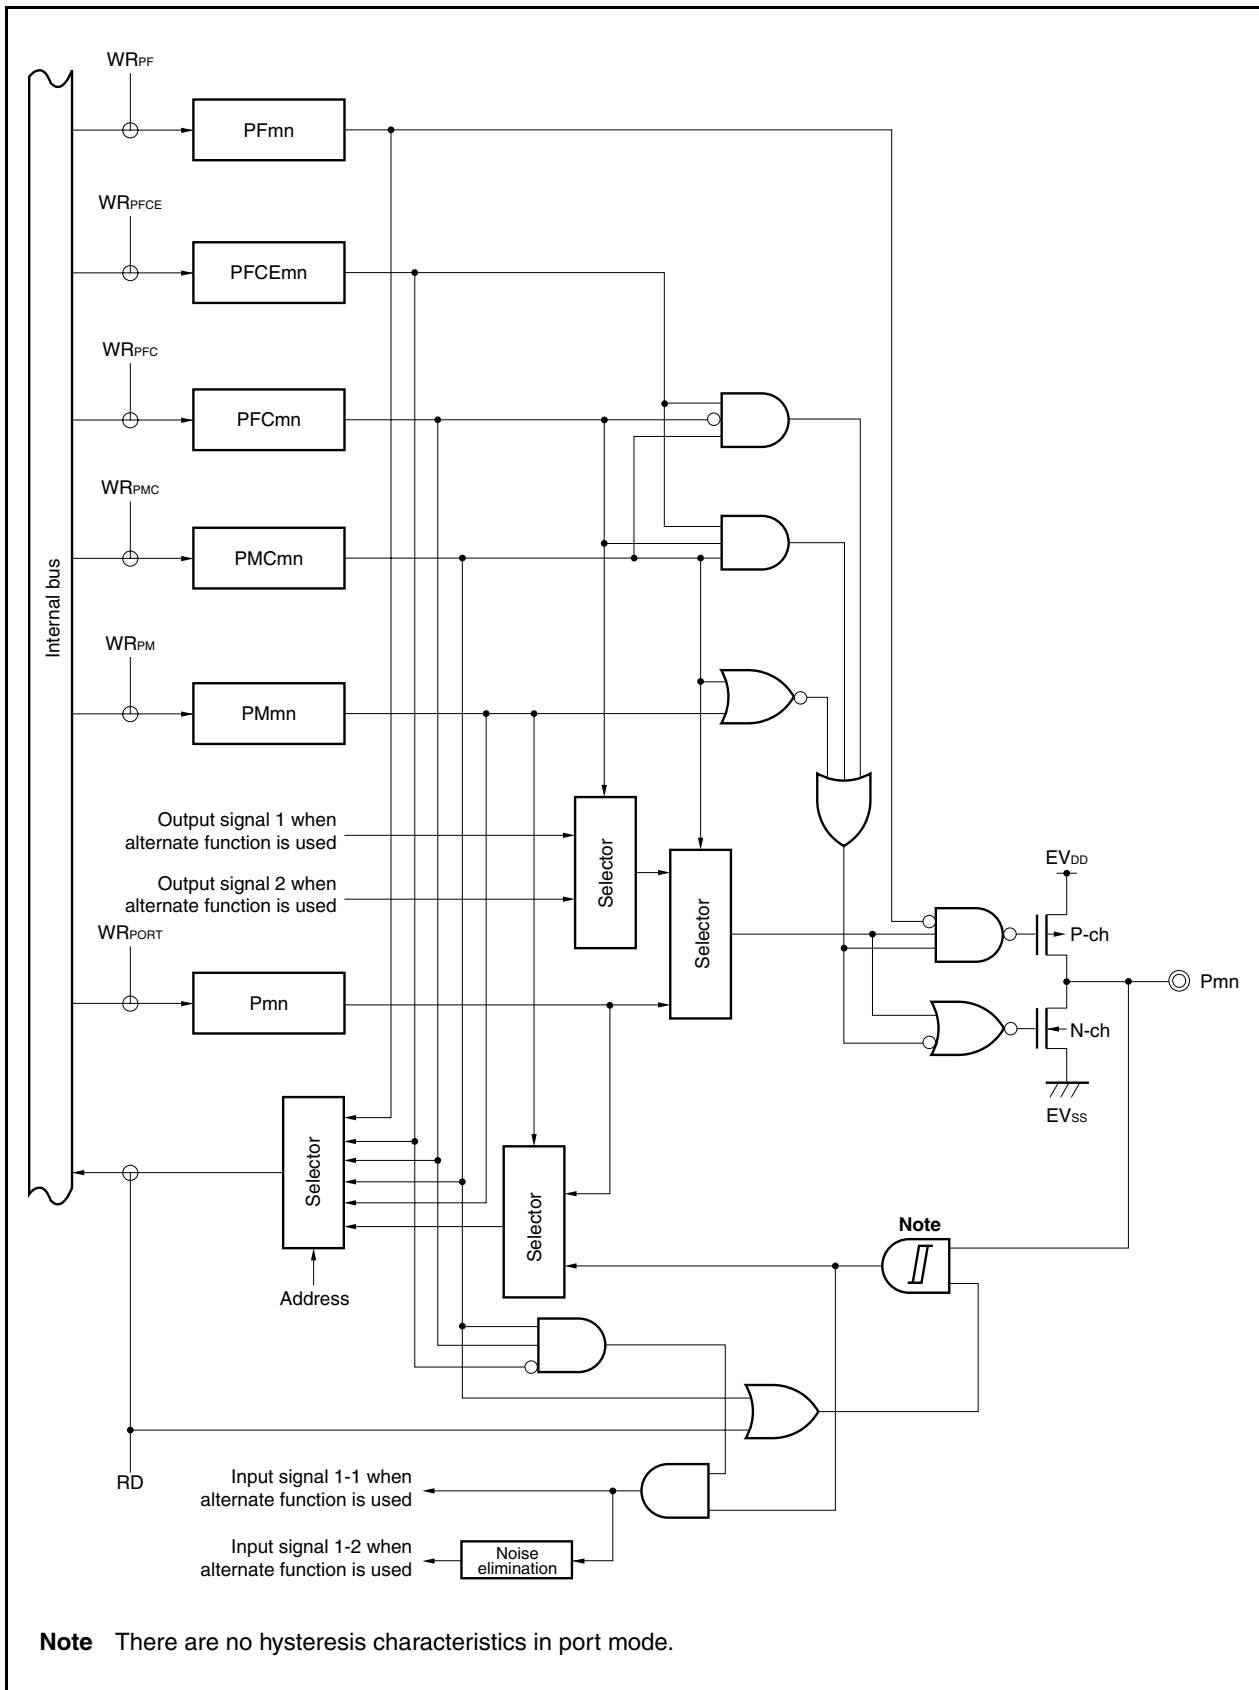 WRPF
PFmn
WRPFCE
PFCEmn
WRPFC
PFCmn
WRPMC
PMCmn
Internal bus
WRPM
PMmn
Output signal 1 when
alternate function is used
Output signal 2 when
alternate function is used
Selector
Selector
WRPORT
Pmn
EVDD
P-ch
Pmn
N-ch
EVSS
Selector
Selector
Address
Note
RD
Input signal 1-1 when
alternate function is used
Input signal 1-2 when
alternate function is used
Noise
elimination
Note There are no hysteresis characteristics in port mode.